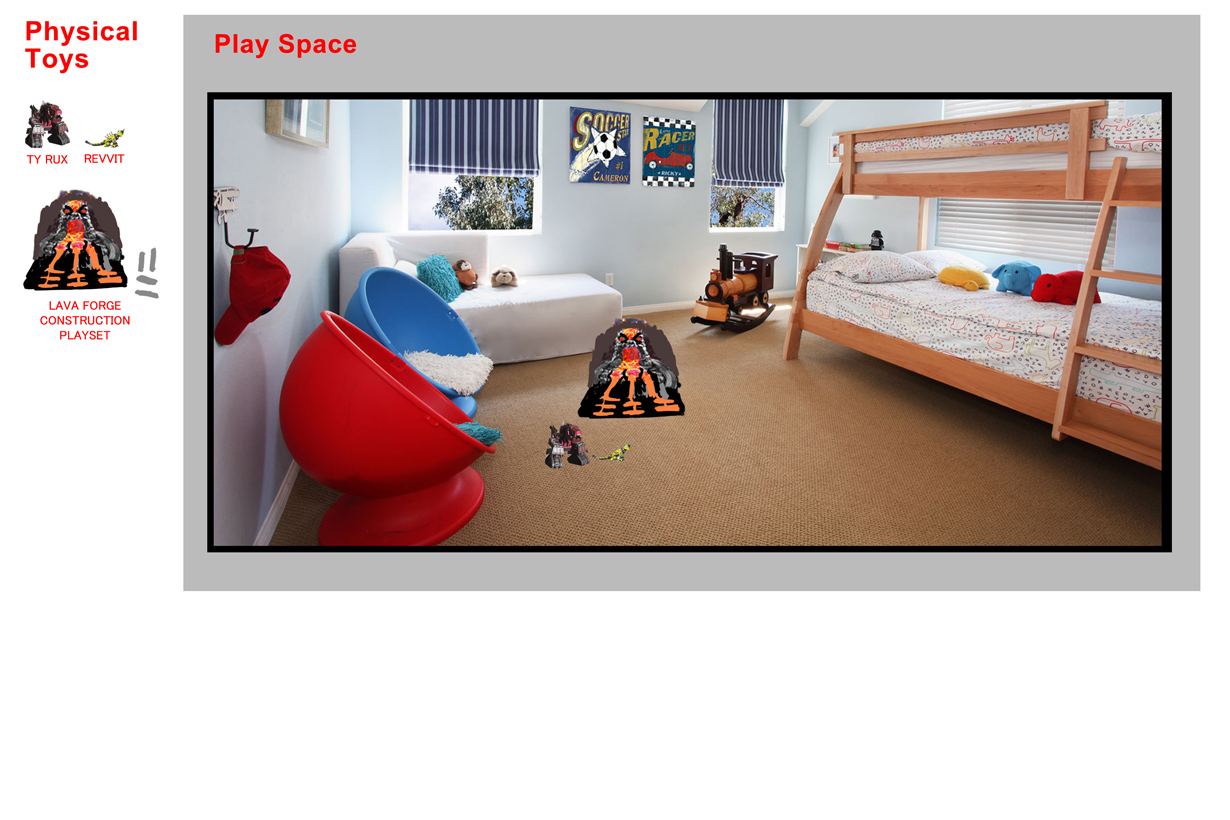 Physical
Toys
TY RUX
REVVIT
LAVA FORGE
CONSTRUCTION
PLAYSET
Play Space
SOCCER
#1
CAMERON
RACER
RICKY